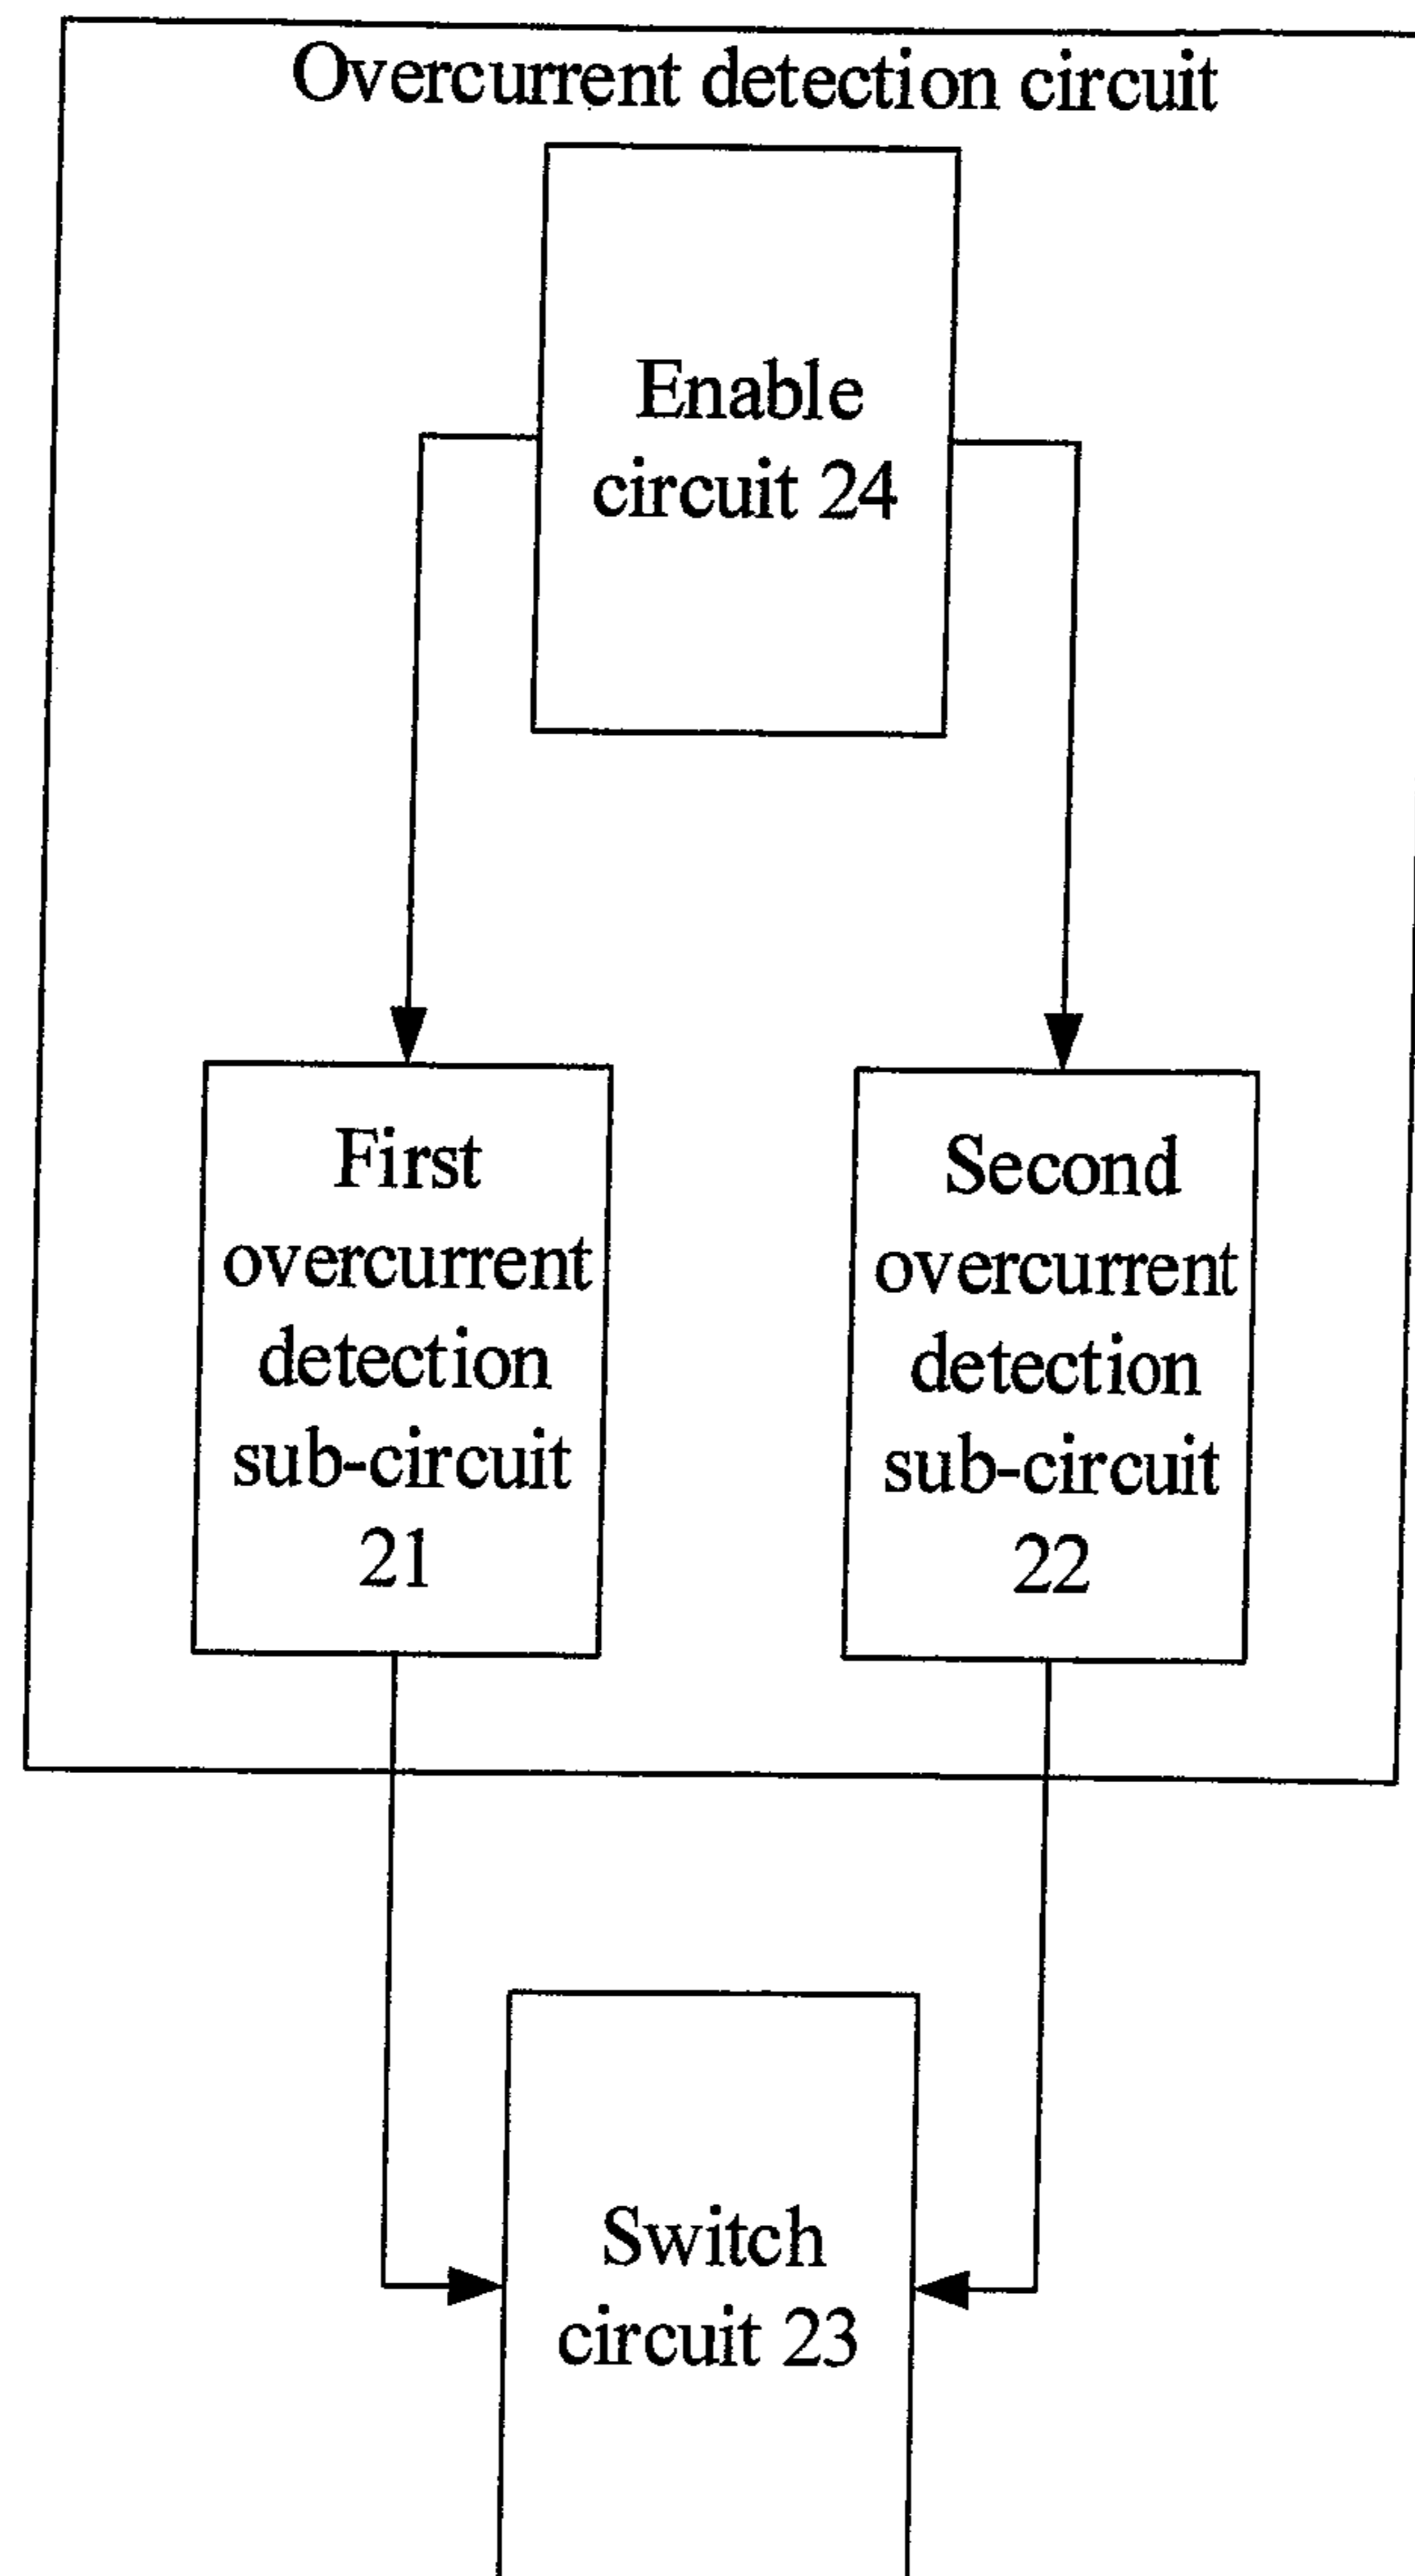 Overcurrent detection circuit
Enable
circuit 24
First
overcurrent
detection
sub-circuit
21
Second
overcurrent
detection
sub-circuit
22
Switch
circuit 23